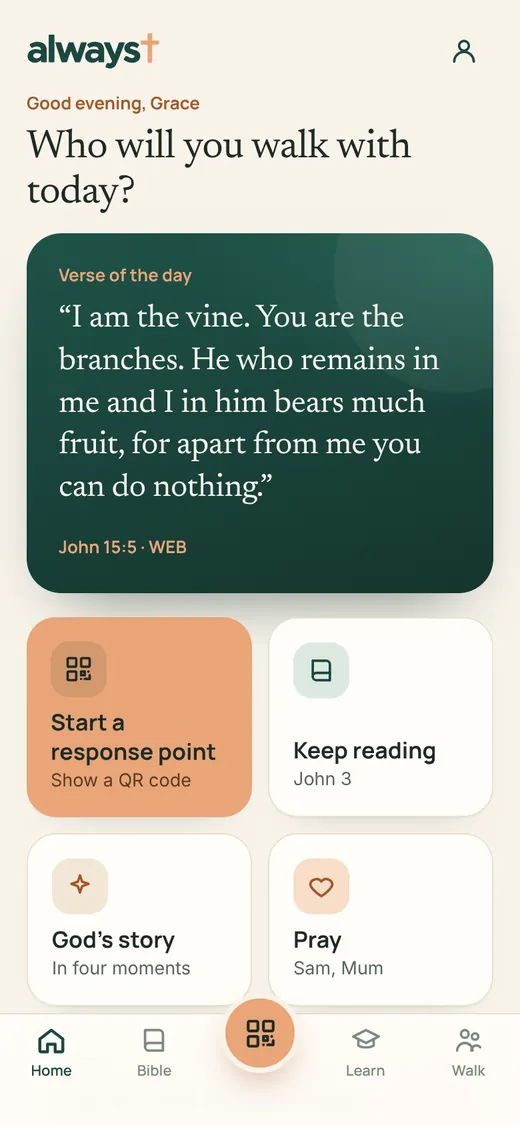 always
Good evening, Grace
Who will you walk with
today?
Verse of the day
“I am the vine. You are the
branches. He who remains in
me and I in him bears much
fruit, for apart from me you
can do nothing.”
John 15:5 · WEB
Start a
response point
Show a QR code
Keep reading
John 3
God’s story
In four moments
Pray
Sam, Mum
Home
Bible
Learn
Walk